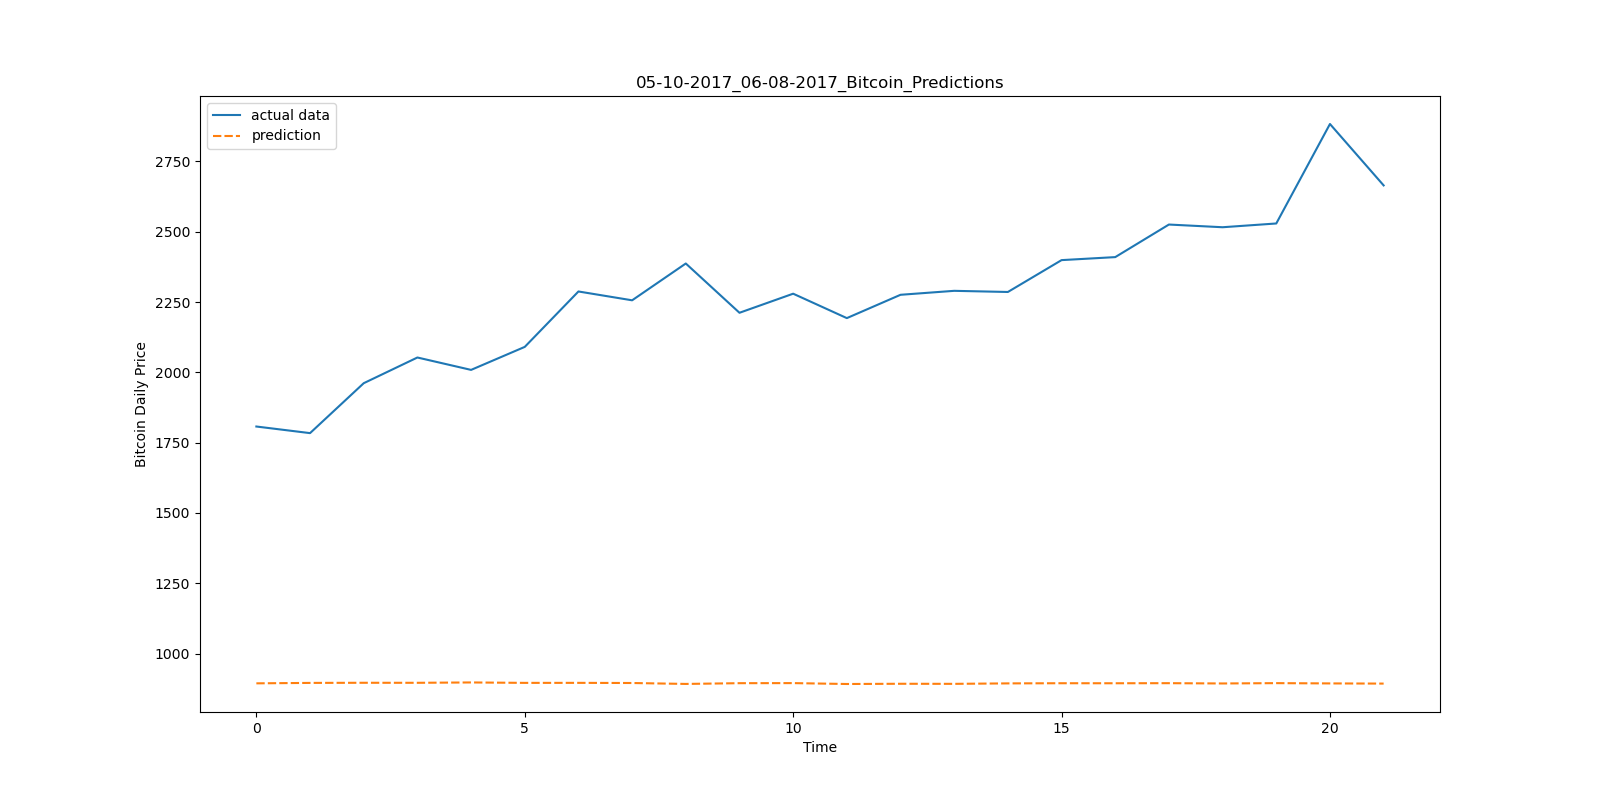 05-10-2017_06-08-2017_Bitcoin_Predictions
actual data
prediction
2750
2500
2250
2000
1750
1500
1250
1000
Bitcoin Daily Price
0 5 10 15 20
Time